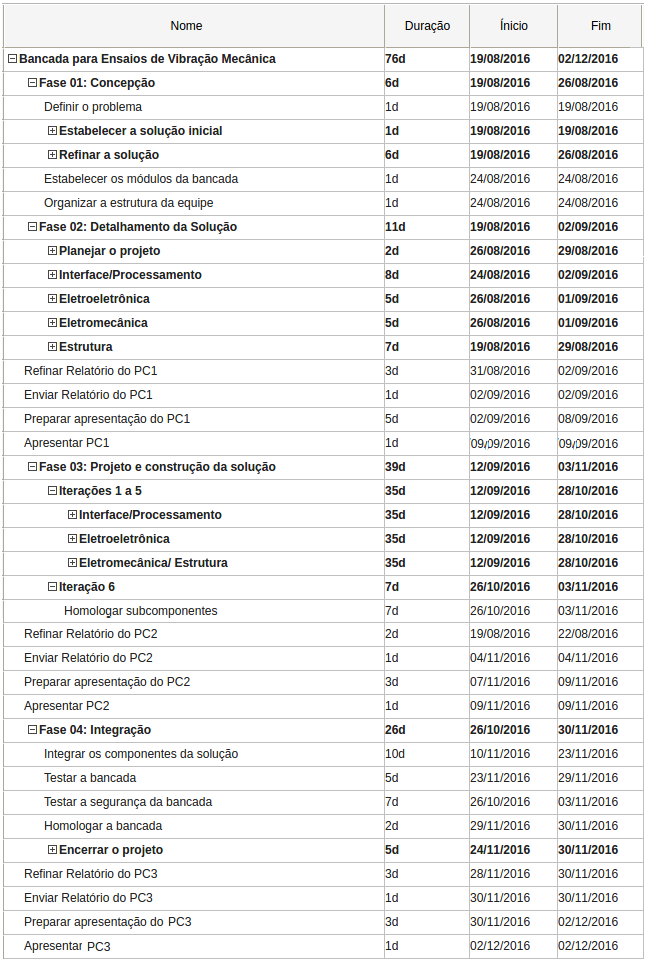 Nome Duração Ínicio Fim
Bancada para Ensaios de Vibração Mecânica 76d 19/08/2016 02/12/2016
Fase 01: Concepção 6d 19/08/2016 26/08/2016
Definir o problema 1d 19/08/2016 19/08/2016
Estabelecer a solução inicial 1d 19/08/2016 19/08/2016
Refinar a solução 6d 19/08/2016 26/08/2016
Estabelecer os módulos da bancada 1d 24/08/2016 24/08/2016
Organizar a estrutura da equipe 1d 24/08/2016 24/08/2016
Fase 02: Detalhamento da Solução 11d 19/08/2016 02/09/2016
Planejar o projeto 2d 26/08/2016 29/08/2016
Interface/Processamento 8d 24/08/2016 02/09/2016
Eletroeletrônica 5d 26/08/2016 01/09/2016
Eletromecânica 5d 26/08/2016 01/09/2016
Estrutura 7d 19/08/2016 29/08/2016
Refinar Relatório do PC1 3d 31/08/2016 02/09/2016
Enviar Relatório do PC1 1d 02/09/2016 02/09/2016
Preparar apresentação do PC1 5d 02/09/2016 08/09/2016
Apresentar PC1 1d 09/09/2016 09/09/2016
Fase 03: Projeto e construção da solução 39d 12/09/2016 03/11/2016
Iterações 1 a 5 35d 12/09/2016 28/10/2016
Interface/Processamento 35d 12/09/2016 28/10/2016
Eletroeletrônica 35d 12/09/2016 28/10/2016
Eletromecânica/ Estrutura 35d 12/09/2016 28/10/2016
Iteração 6 7d 26/10/2016 03/11/2016
Homologar subcomponentes 7d 26/10/2016 03/11/2016
Refinar Relatório do PC2 2d 19/08/2016 22/08/2016
Enviar Relatório do PC2 1d 04/11/2016 04/11/2016
Preparar apresentação do PC2 3d 07/11/2016 09/11/2016
Apresentar PC2 1d 09/11/2016 09/11/2016
Fase 04: Integração 26d 26/10/2016 30/11/2016
Integrar os componentes da solução 10d 10/11/2016 23/11/2016
Testar a bancada 5d 23/11/2016 29/11/2016
Testar a segurança da bancada 7d 26/10/2016 03/11/2016
Homologar a bancada 2d 29/11/2016 30/11/2016
Encerrar o projeto 5d 24/11/2016 30/11/2016
Refinar Relatório do PC3 3d 28/11/2016 30/11/2016
Enviar Relatório do PC3 1d 30/11/2016 30/11/2016
Preparar apresentação do PC3 3d 30/11/2016 02/12/2016
Apresentar PC3 1d 02/12/2016 02/12/2016